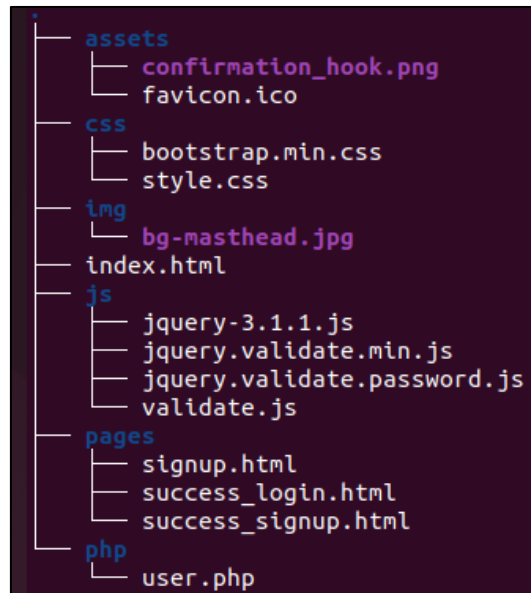 .
assets
confirmation_hook.png
favicon.ico
css
bootstrap.min.css
style.css
img
bg-masthead.jpg
index.html
js
jquery-3.1.1.js
jquery.validate.min.js
jquery.validate.password.js
validate.js
pages
signup.html
success_login.html
success_signup.html
php
user.php